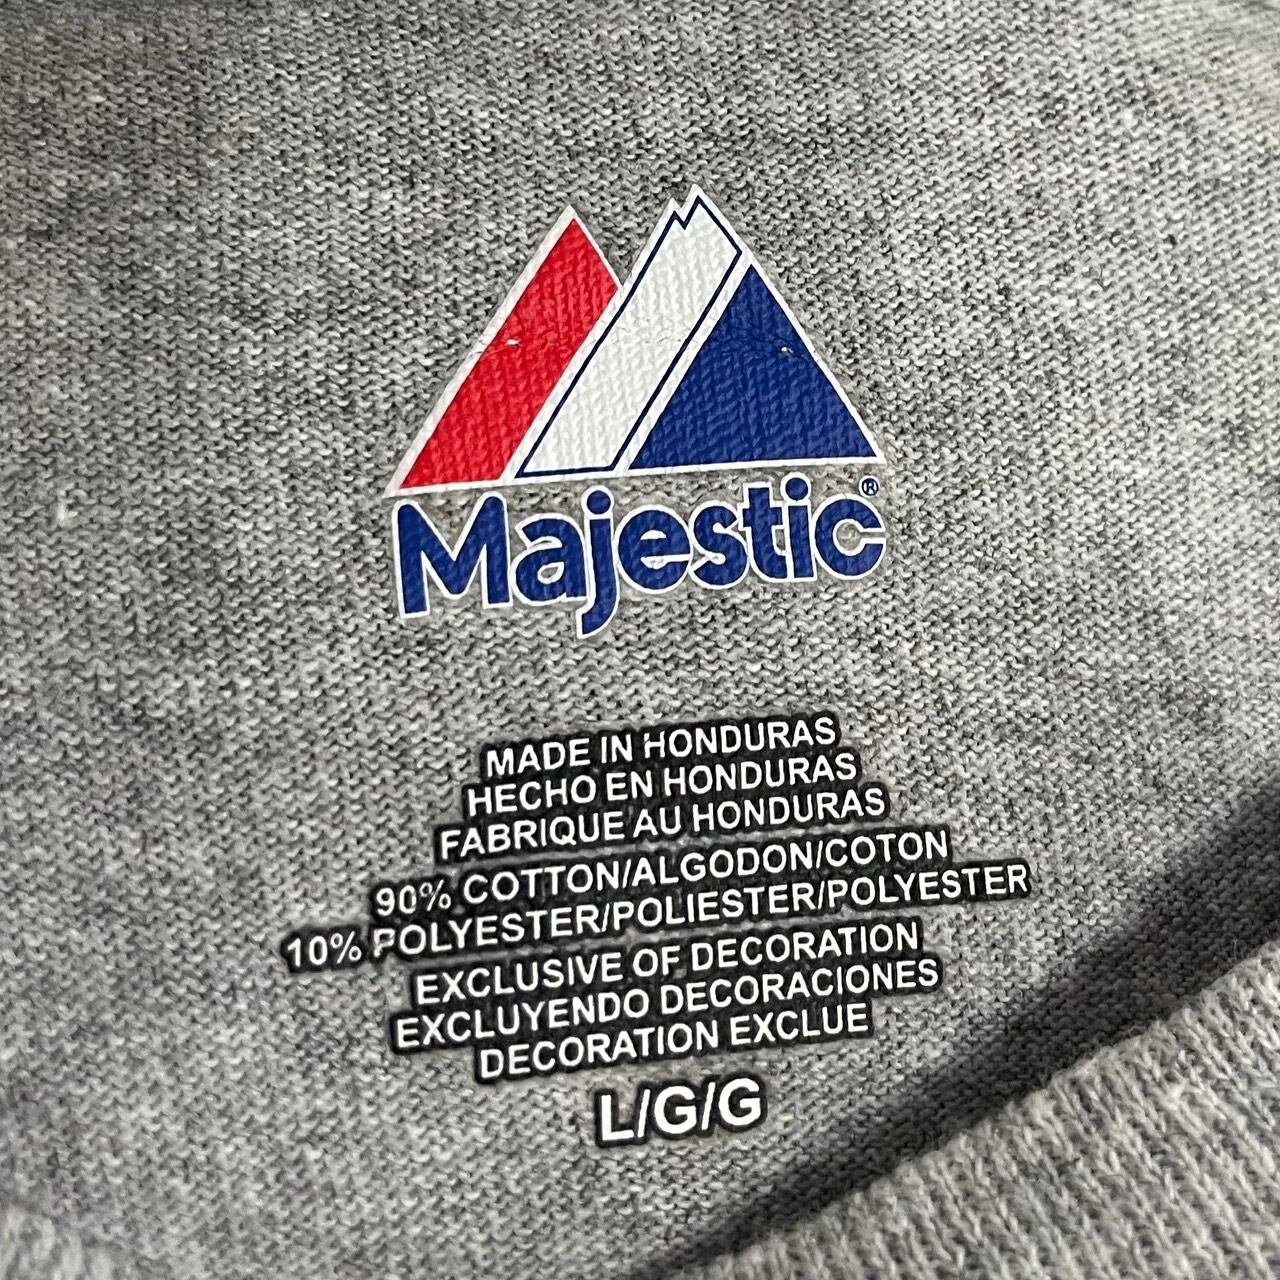 Majestic®
MADE IN HONDURAS
HECHO EN HONDURAS
FABRIQUE AU HONDURAS
90% COTTON/ALGODON/COTON
10% POLYESTER/POLIESTER/POLYESTER
EXCLUSIVE OF DECORATION
EXCLUYENDO DECORACIONES
DECORATION EXCLUE
L/G/G